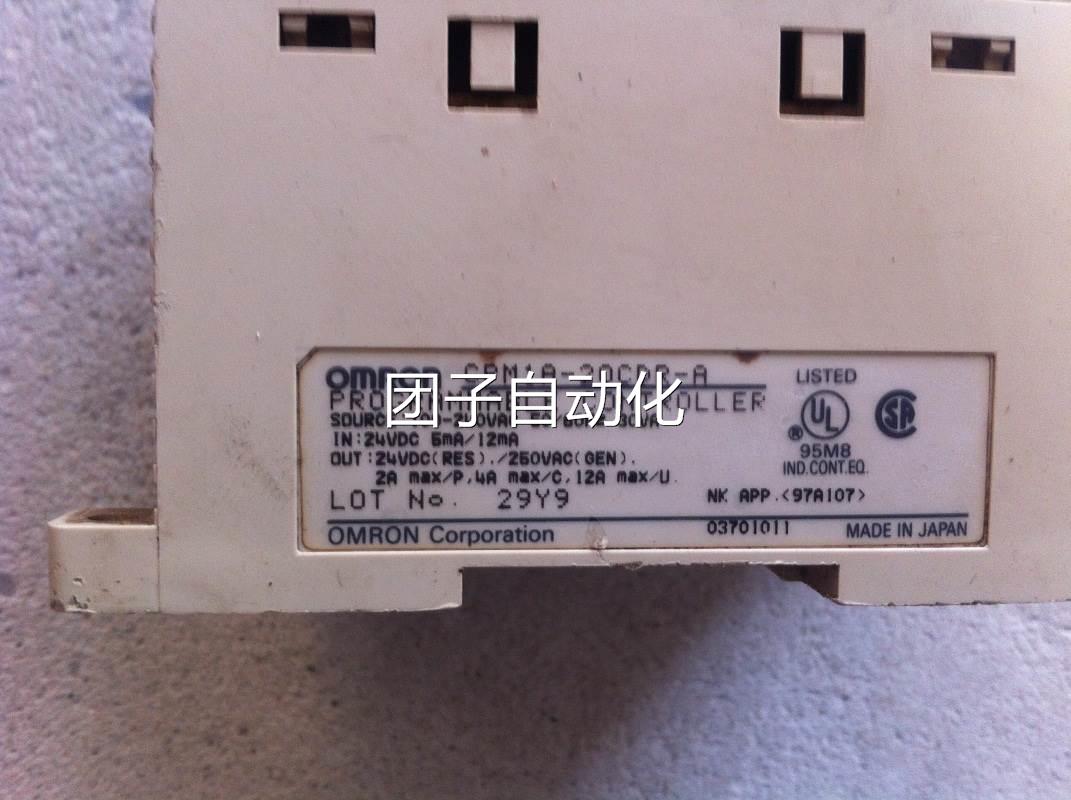 omron
LISTED
团子自动化
UL
®
SA
IN:24VDC 5mA/12mA
95M8
OUT:24VDC(RES)./250VAC(GEN).
IND.CONT.EQ.
2A max/P,4A max/C,12A max/U.
LOT No. 29Y9
NK APP.<97A107>
OMRON Corporation
03701011
MADE IN JAPAN